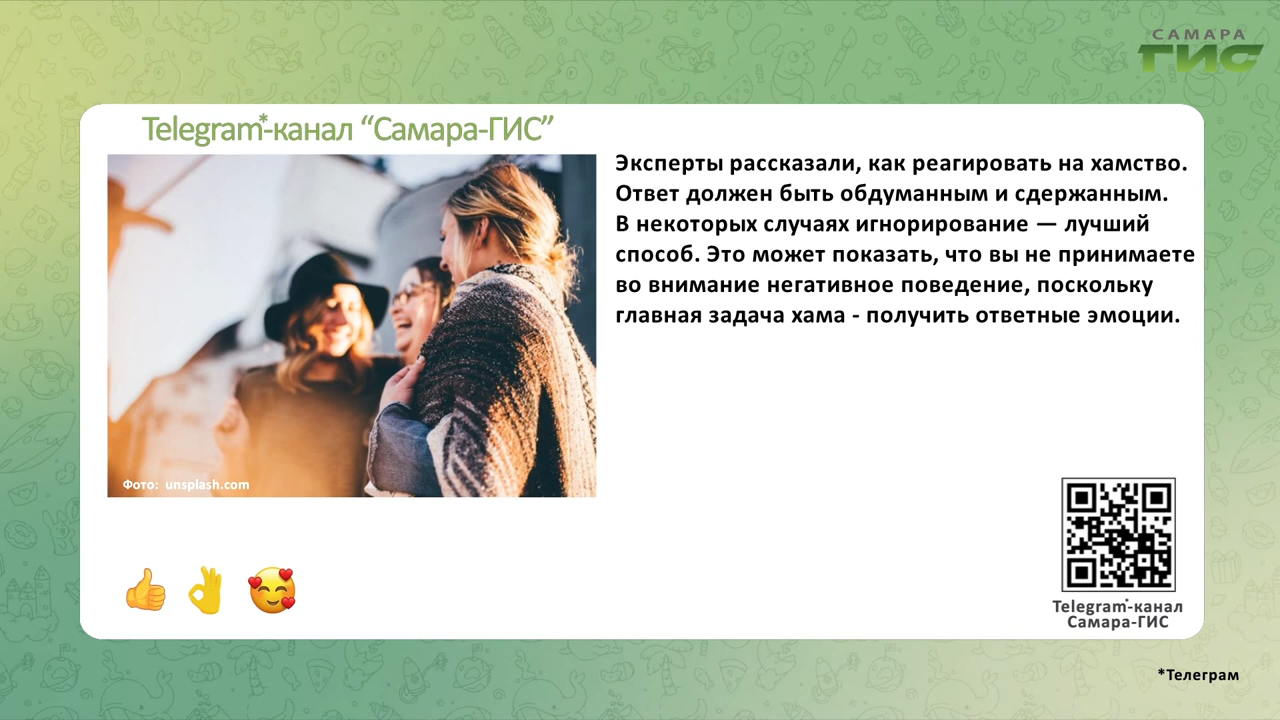 САМАРА
ГИС
Telegram*-канал “Самара-ГИС”
Эксперты рассказали, как реагировать на хамство.
Ответ должен быть обдуманным и сдержанным.
В некоторых случаях игнорирование — лучший
способ. Это может показать, что вы не принимаете
во внимание негативное поведение, поскольку
главная задача хама - получить ответные эмоции.
Фото: unsplash.com
Telegram*-канал
Самара-ГИС
*Телеграм